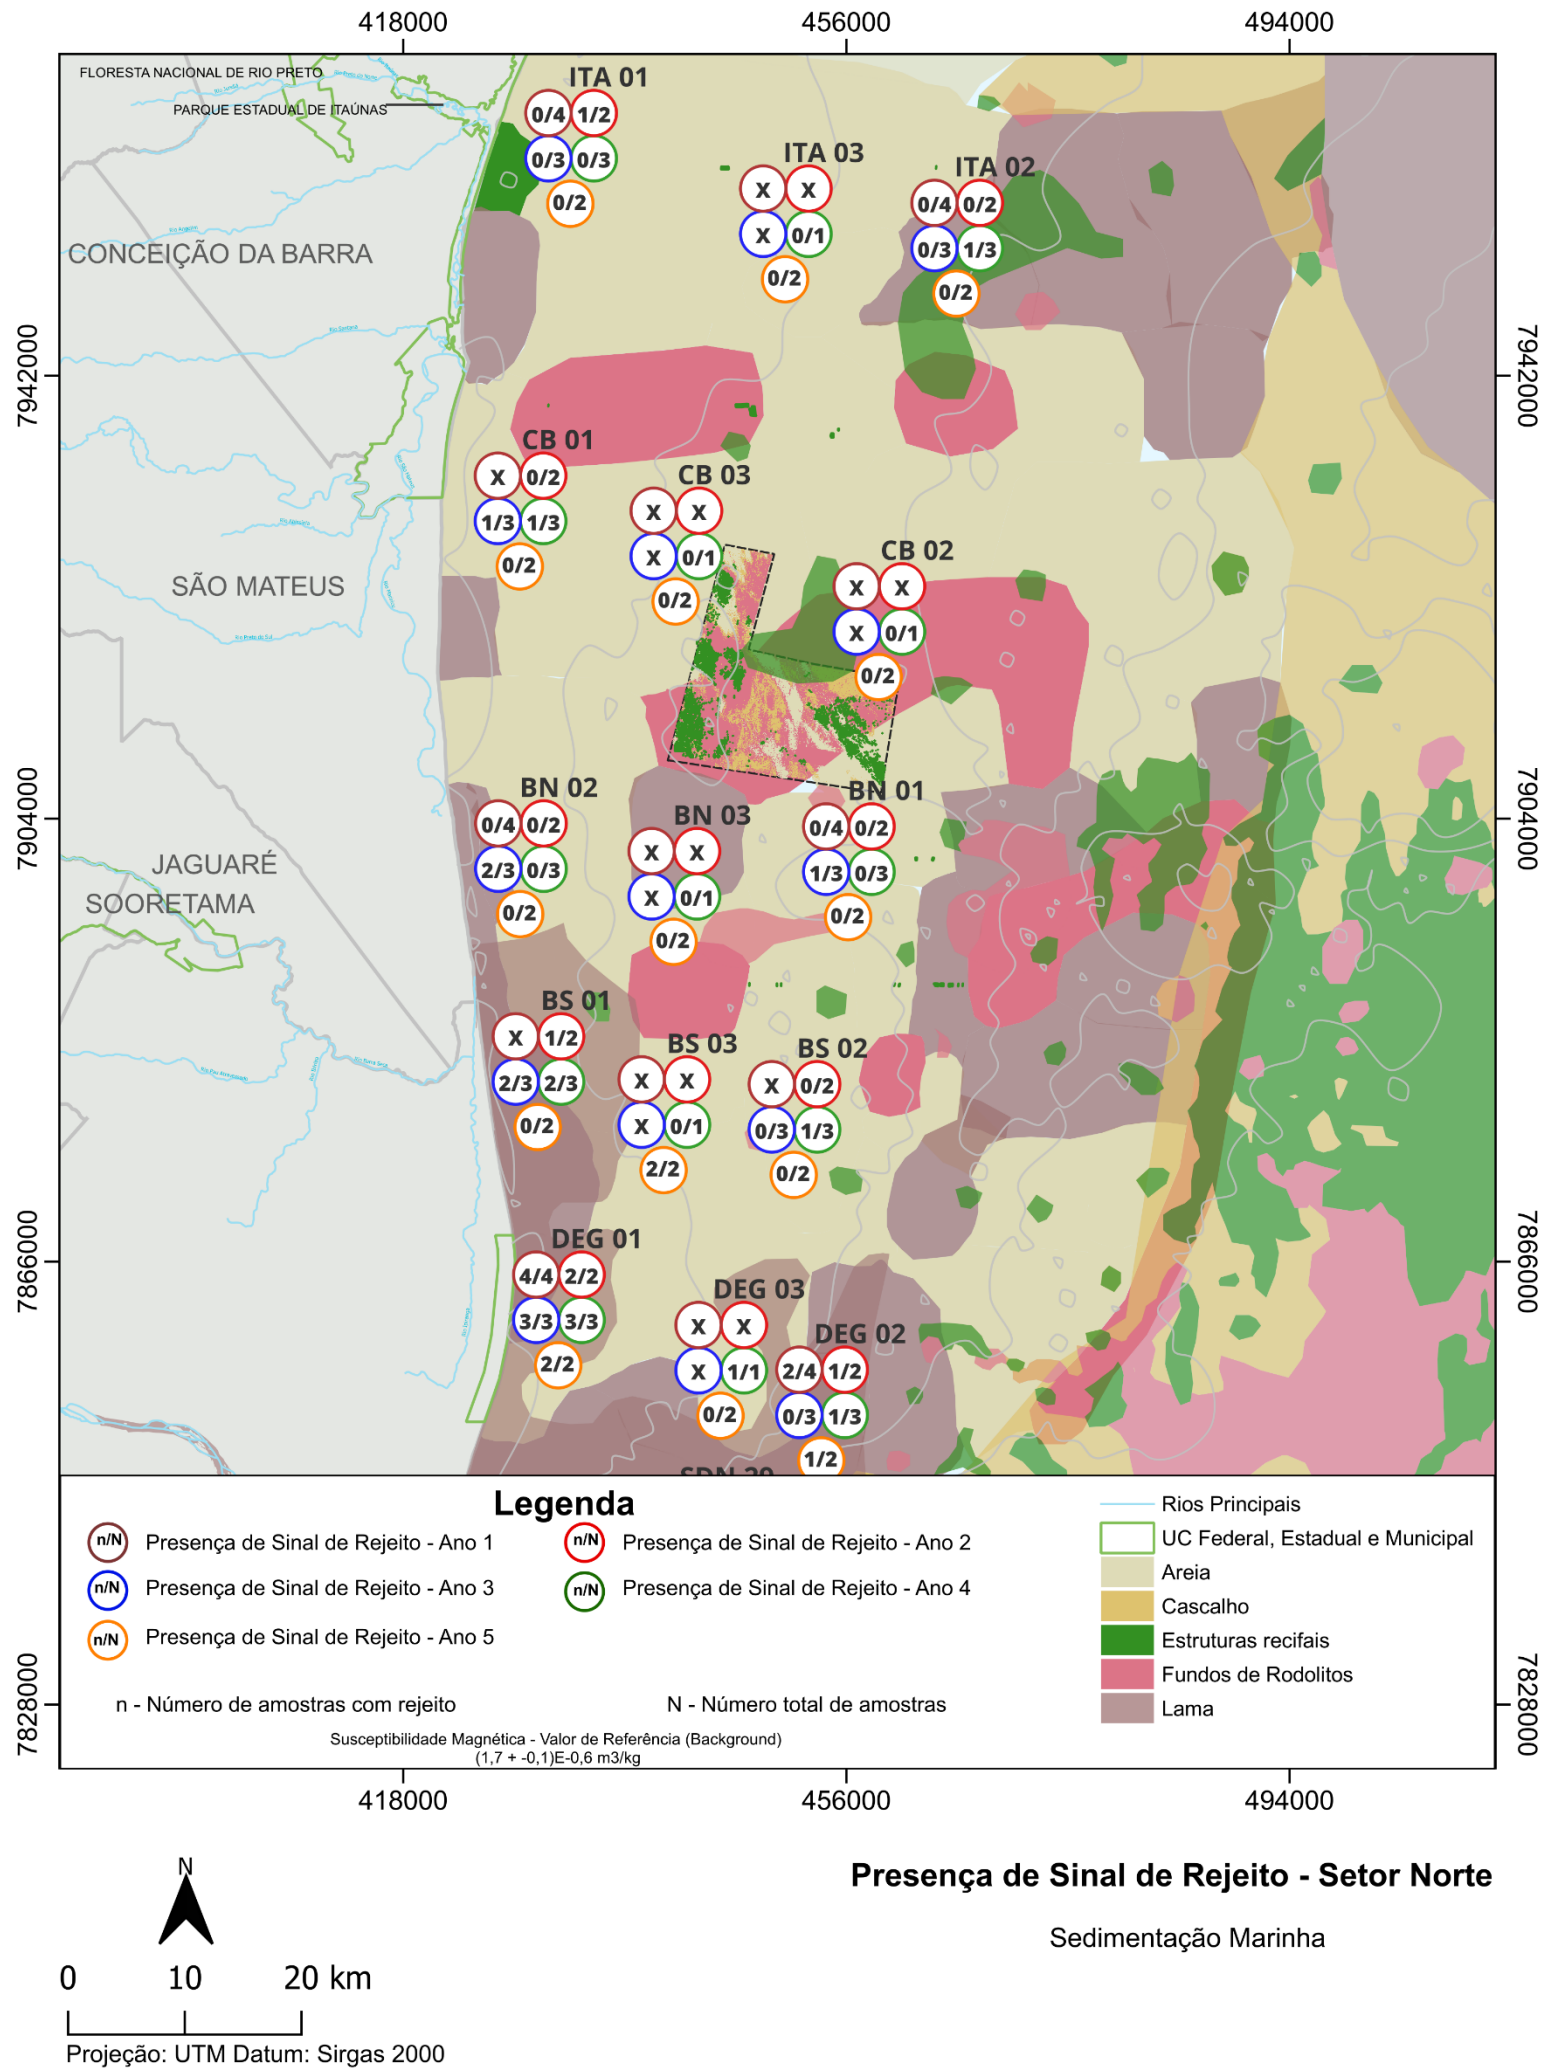 418000 456000 494000
FLORESTA NACIONAL DE RIO PRETO
PARQUE ESTADUAL DE ITAÚNAS
ITA 01
0/4 1/2
0/3 0/3
0/2
ITA 03
X X
X 0/1
0/2
ITA 02
0/4 0/2
0/3 1/3
0/2
CONCEIÇÃO DA BARRA
7942000 7942000
CB 01
X 0/2
1/3 1/3
0/2
CB 03
X X
X 0/1
0/2
CB 02
X X
X 0/1
0/2
SÃO MATEUS
7904000 7904000
BN 02
0/4 0/2
2/3 0/3
0/2
BN 03
X X
X 0/1
0/2
BN 01
0/4 0/2
1/3 0/3
0/2
JAGUARÉ
SOORETAMA
BS 01
X 1/2
2/3 2/3
0/2
BS 03
X X
X 0/1
2/2
BS 02
X 0/2
0/3 1/3
0/2
7866000 7866000
DEG 01
4/4 2/2
3/3 3/3
2/2
DEG 03
X X
X 1/1
0/2
DEG 02
2/4 1/2
0/3 1/3
1/2
Legenda
n/N Presença de Sinal de Rejeito - Ano 1
n/N Presença de Sinal de Rejeito - Ano 2
n/N Presença de Sinal de Rejeito - Ano 3
n/N Presença de Sinal de Rejeito - Ano 4
n/N Presença de Sinal de Rejeito - Ano 5
n - Número de amostras com rejeito
N - Número total de amostras
Susceptibilidade Magnética - Valor de Referência (Background)
(1,7 + -0,1)E-0,6 m3/kg
Rios Principais
UC Federal, Estadual e Municipal
Areia
Cascalho
Estruturas recifais
Fundos de Rodolitos
Lama
7828000 7828000
418000 456000 494000
Presença de Sinal de Rejeito - Setor Norte
Sedimentação Marinha
N
0 10 20 km
Projeção: UTM Datum: Sirgas 2000